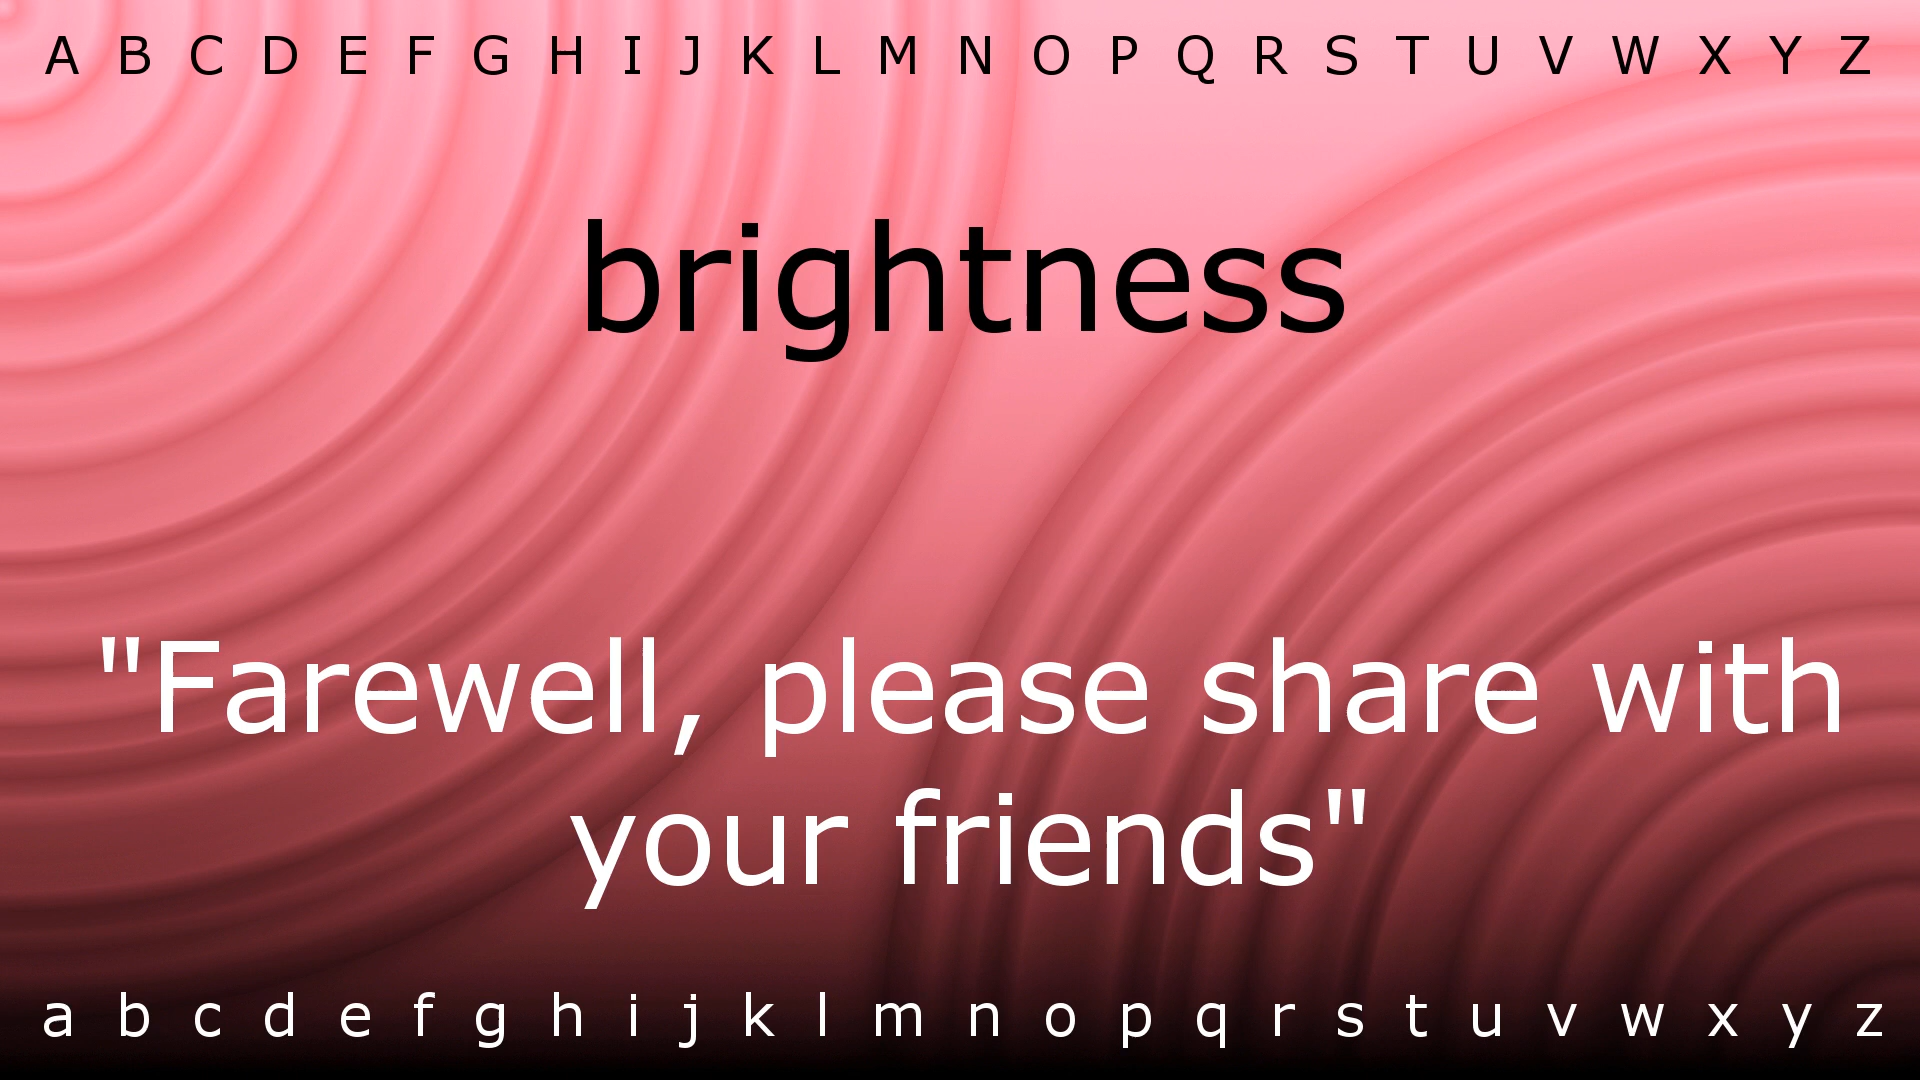 A B C D E F G H I J K L M N O P Q R S T U V W X Y Z
brightness
"Farewell, please share with
your friends"
a b c d e f g h i j k l m n o p q r s t u v w x y z